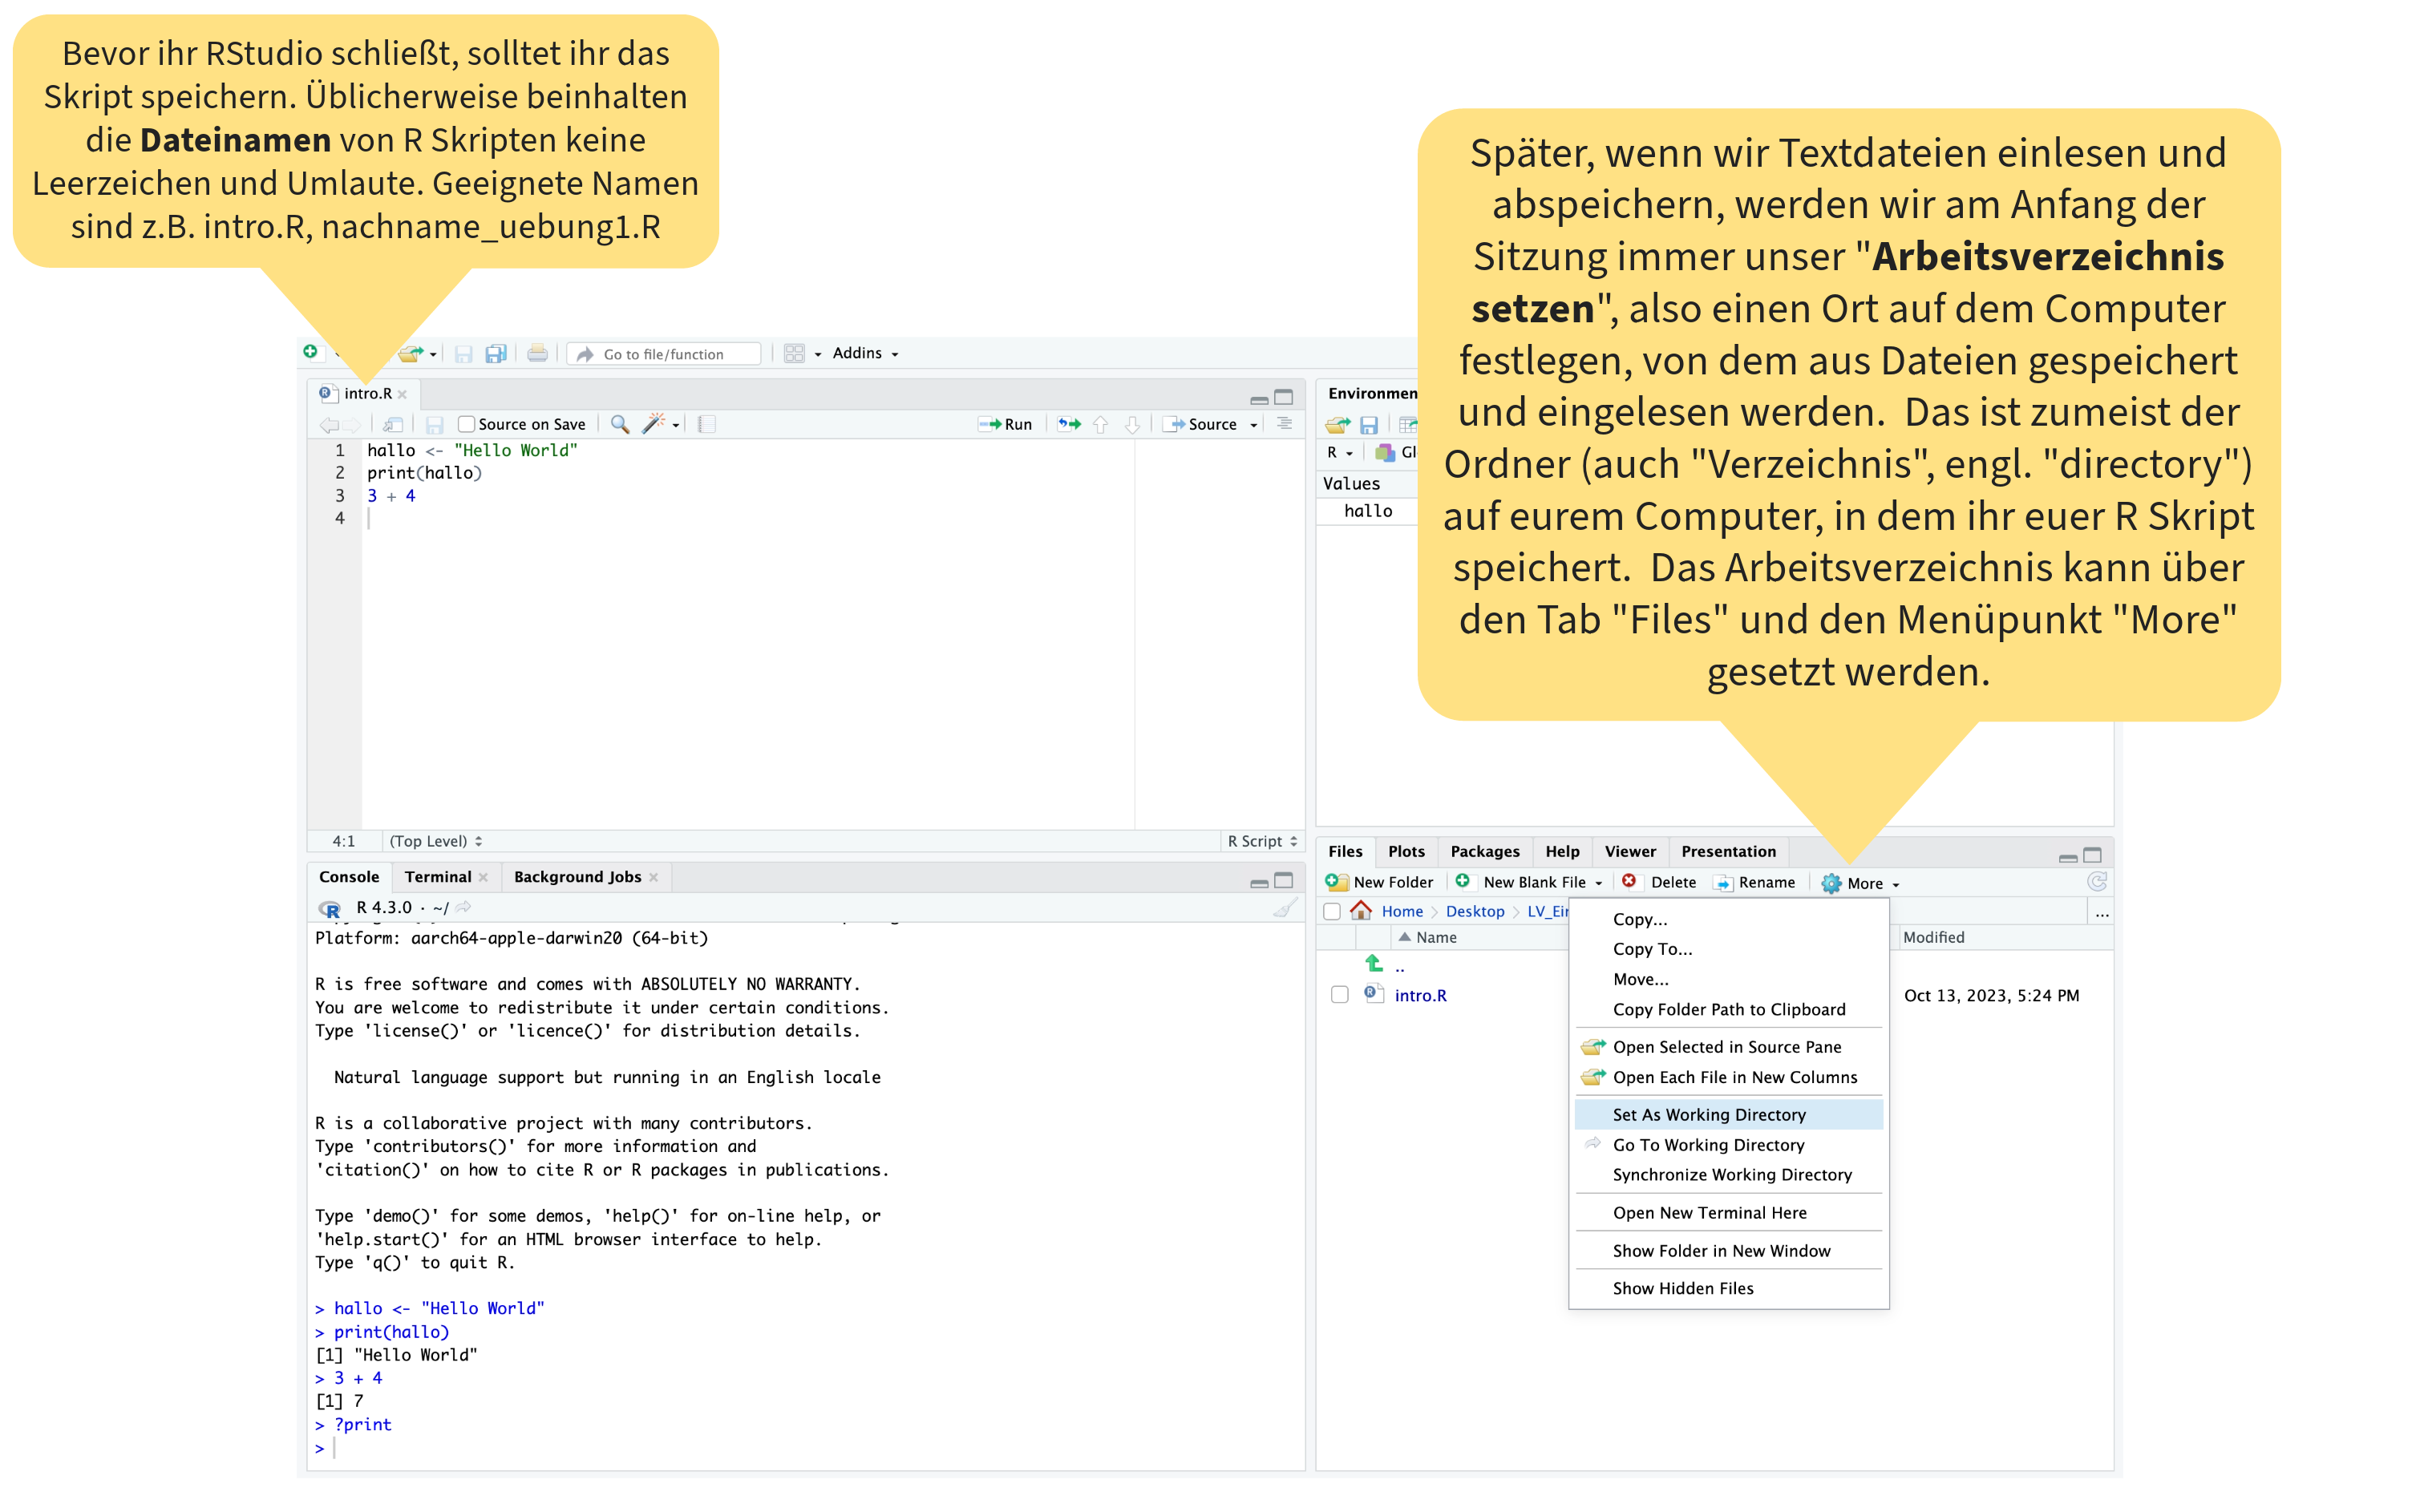 Bevor ihr RStudio schließt, solltet ihr das
Skript speichern. Üblicherweise beinhalten
die Dateinamen von R Skripten keine
Leerzeichen und Umlaute. Geeignete Namen
sind z.B. intro.R, nachname_uebung1.R
Später, wenn wir Textdateien einlesen und
abspeichern, werden wir am Anfang der
Sitzung immer unser "Arbeitsverzeichnis
setzen", also einen Ort auf dem Computer
festlegen, von dem aus Dateien gespeichert
und eingelesen werden.  Das ist zumeist der
Ordner (auch "Verzeichnis", engl. "directory")
auf eurem Computer, in dem ihr euer R Skript
speichert.  Das Arbeitsverzeichnis kann über
den Tab "Files" und den Menüpunkt "More"
gesetzt werden.
Go to file/function Addins
intro.R
Source on Save Run Source
1 hallo <- "Hello World"
2 print(hallo)
3 3 + 4
4
4:1 (Top Level) R Script
Console Terminal Background Jobs
R 4.3.0 · ~/
Platform: aarch64-apple-darwin20 (64-bit)
R is free software and comes with ABSOLUTELY NO WARRANTY.
You are welcome to redistribute it under certain conditions.
Type 'license()' or 'licence()' for distribution details.
Natural language support but running in an English locale
R is a collaborative project with many contributors.
Type 'contributors()' for more information and
'citation()' on how to cite R or R packages in publications.
Type 'demo()' for some demos, 'help()' for on-line help, or
'help.start()' for an HTML browser interface to help.
Type 'q()' to quit R.
> hallo <- "Hello World"
> print(hallo)
[1] "Hello World"
> 3 + 4
[1] 7
> ?print
>
Environmen
R Gl
Values
hallo
Files Plots Packages Help Viewer Presentation
New Folder New Blank File Delete Rename More
Home Desktop LV_Ei ...
Name Modified
..
intro.R Oct 13, 2023, 5:24 PM
Copy...
Copy To...
Move...
Copy Folder Path to Clipboard
Open Selected in Source Pane
Open Each File in New Columns
Set As Working Directory
Go To Working Directory
Synchronize Working Directory
Open New Terminal Here
Show Folder in New Window
Show Hidden Files